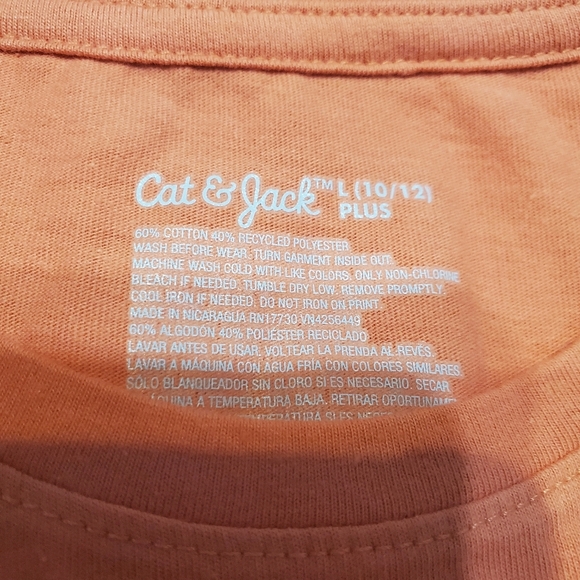 Cat & Jack™ L (10/12)
PLUS
60% COTTON 40% RECYCLED POLYESTER
WASH BEFORE WEAR. TURN GARMENT INSIDE OUT.
MACHINE WASH COLD WITH LIKE COLORS. ONLY NON-CHLORINE
BLEACH IF NEEDED. TUMBLE DRY LOW. REMOVE PROMPTLY.
COOL IRON IF NEEDED. DO NOT IRON ON PRINT.
MADE IN NICARAGUA RN17730 VN4256449
60% ALGODÓN 40% POLIÉSTER RECICLADO
LAVAR ANTES DE USAR. VOLTEAR LA PRENDA AL REVÉS.
LAVAR A MÁQUINA CON AGUA FRÍA CON COLORES SIMILARES.
SÓLO BLANQUEADOR SIN CLORO SI ES NECESARIO. SECAR
A TEMPERATURA BAJA. RETIRAR
SI ES